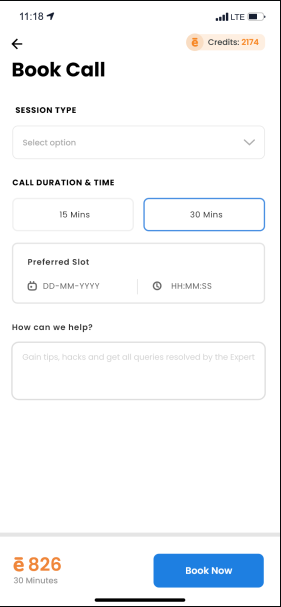 11:18
LTE
Credits: 2174
Book Call
SESSION TYPE
Select option
CALL DURATION & TIME
15 Mins
30 Mins
Preferred Slot
DD-MM-YYYY
HH:MM:SS
How can we help?
Gain tips, hacks and get all queries resolved by the Expert
ē 826
30 Minutes
Book Now